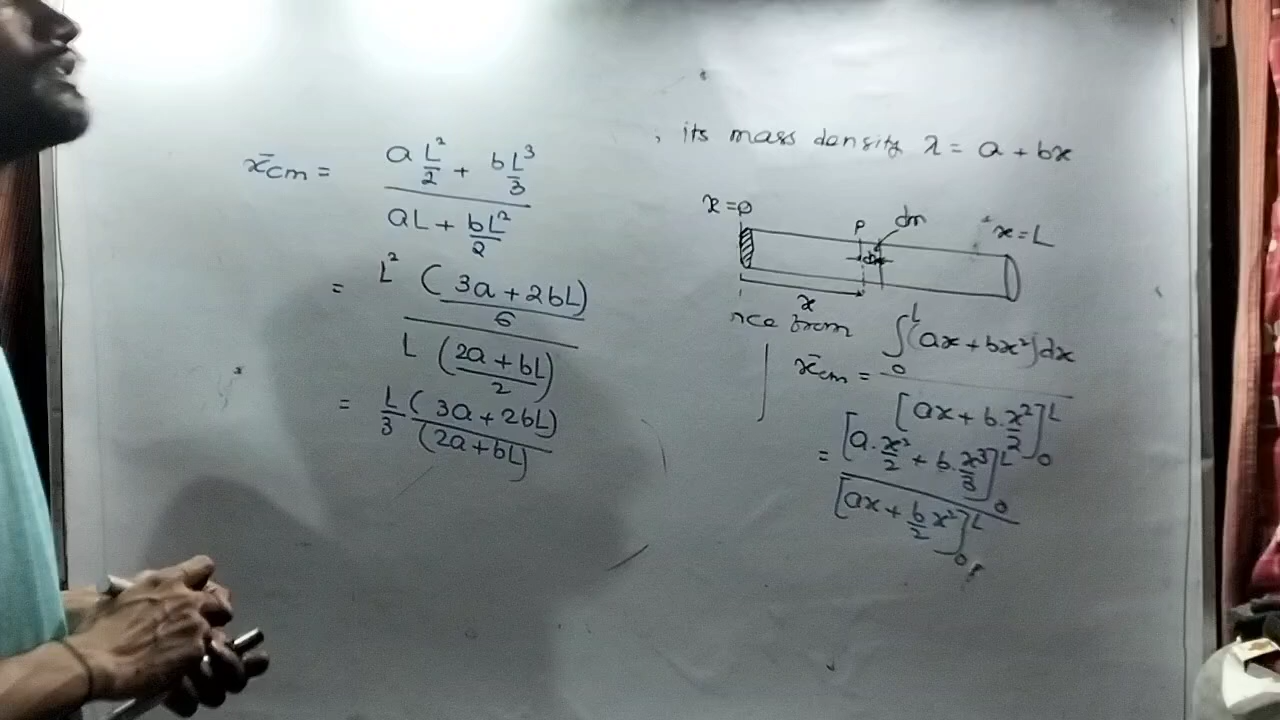 x̄cm = (a L²/2 + b L³/3) / (aL + bL²/2)
= L² ((3a + 2bL)/6) / L ((2a + bL)/2)
= L/3 (3a + 2bL) / (2a + bL)
, its mass density λ = a + bx
x=0
P
dm
x=L
dx
x
nce from
x̄cm = ∫₀ᴸ (ax + bx²)dx / [ax + b.x²/2]₀ᴸ
= [a.x²/2 + b.x³/3]₀ᴸ / [ax + b/2 x²]₀ᴸ